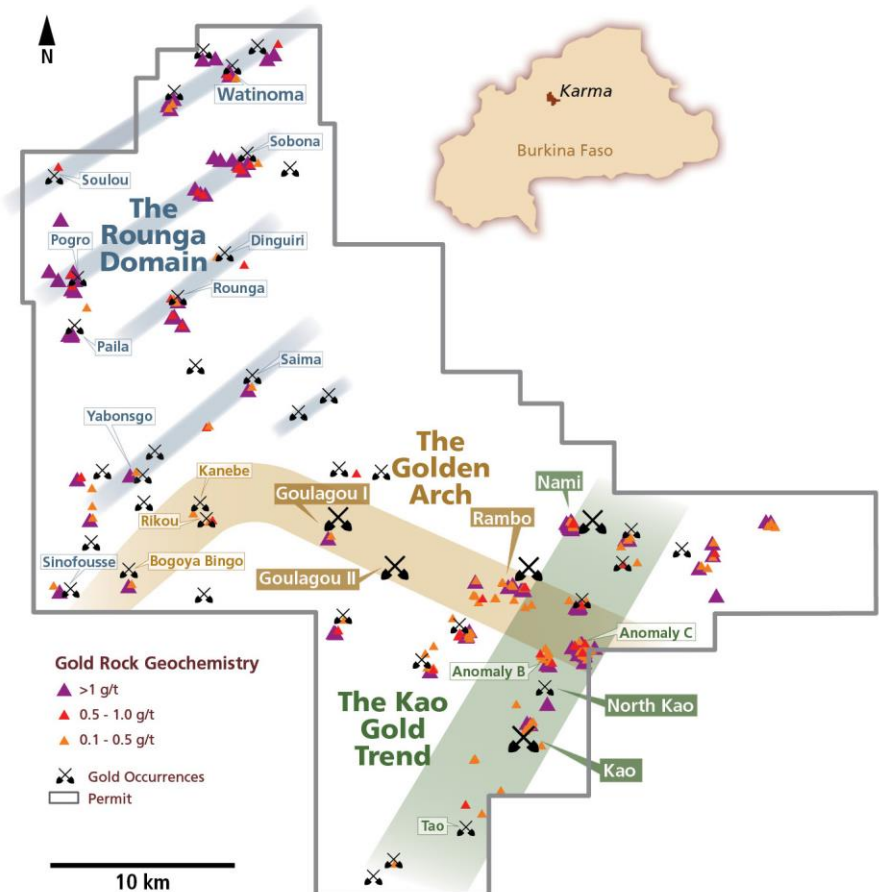 N
Watinoma
Karma
Burkina Faso
Sobona
Soulou
The
Rounga
Domain
Pogro
Dinguiri
Rounga
Paila
Saima
Yabonsgo
The
Golden
Arch
Kanebe
Goulagou I
Nami
Rambo
Rikou
Sinofousse
Bogoya Bingo
Goulagou II
Anomaly C
Anomaly B
Gold Rock Geochemistry
>1 g/t
0.5 - 1.0 g/t
0.1 - 0.5 g/t
Gold Occurrences
Permit
The Kao
Gold
Trend
North Kao
Kao
Tao
10 km